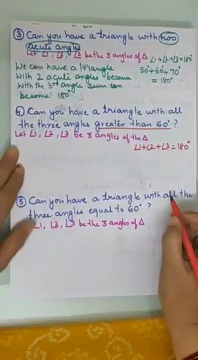 ③ Can you have a triangle with two
acute angle
Let ∠1, ∠2, ∠3 be the 3 angles of Δ
∠1+∠2+∠3=180°
We can have a triangle
50°+60°+70°
With 2 acute angles because
= 180°
With the 3rd angle sum can
become 180°
④ Can you have a triangle with all
the three angles greater than 60°?
Let ∠1, ∠2, ∠3 be 3 angles of the Δ
∠1+∠2+∠3=180°
⑤ Can you have a triangle with all the
three angles equal to 60°?
∠1, ∠2, ∠3 be the 3 angles of Δ